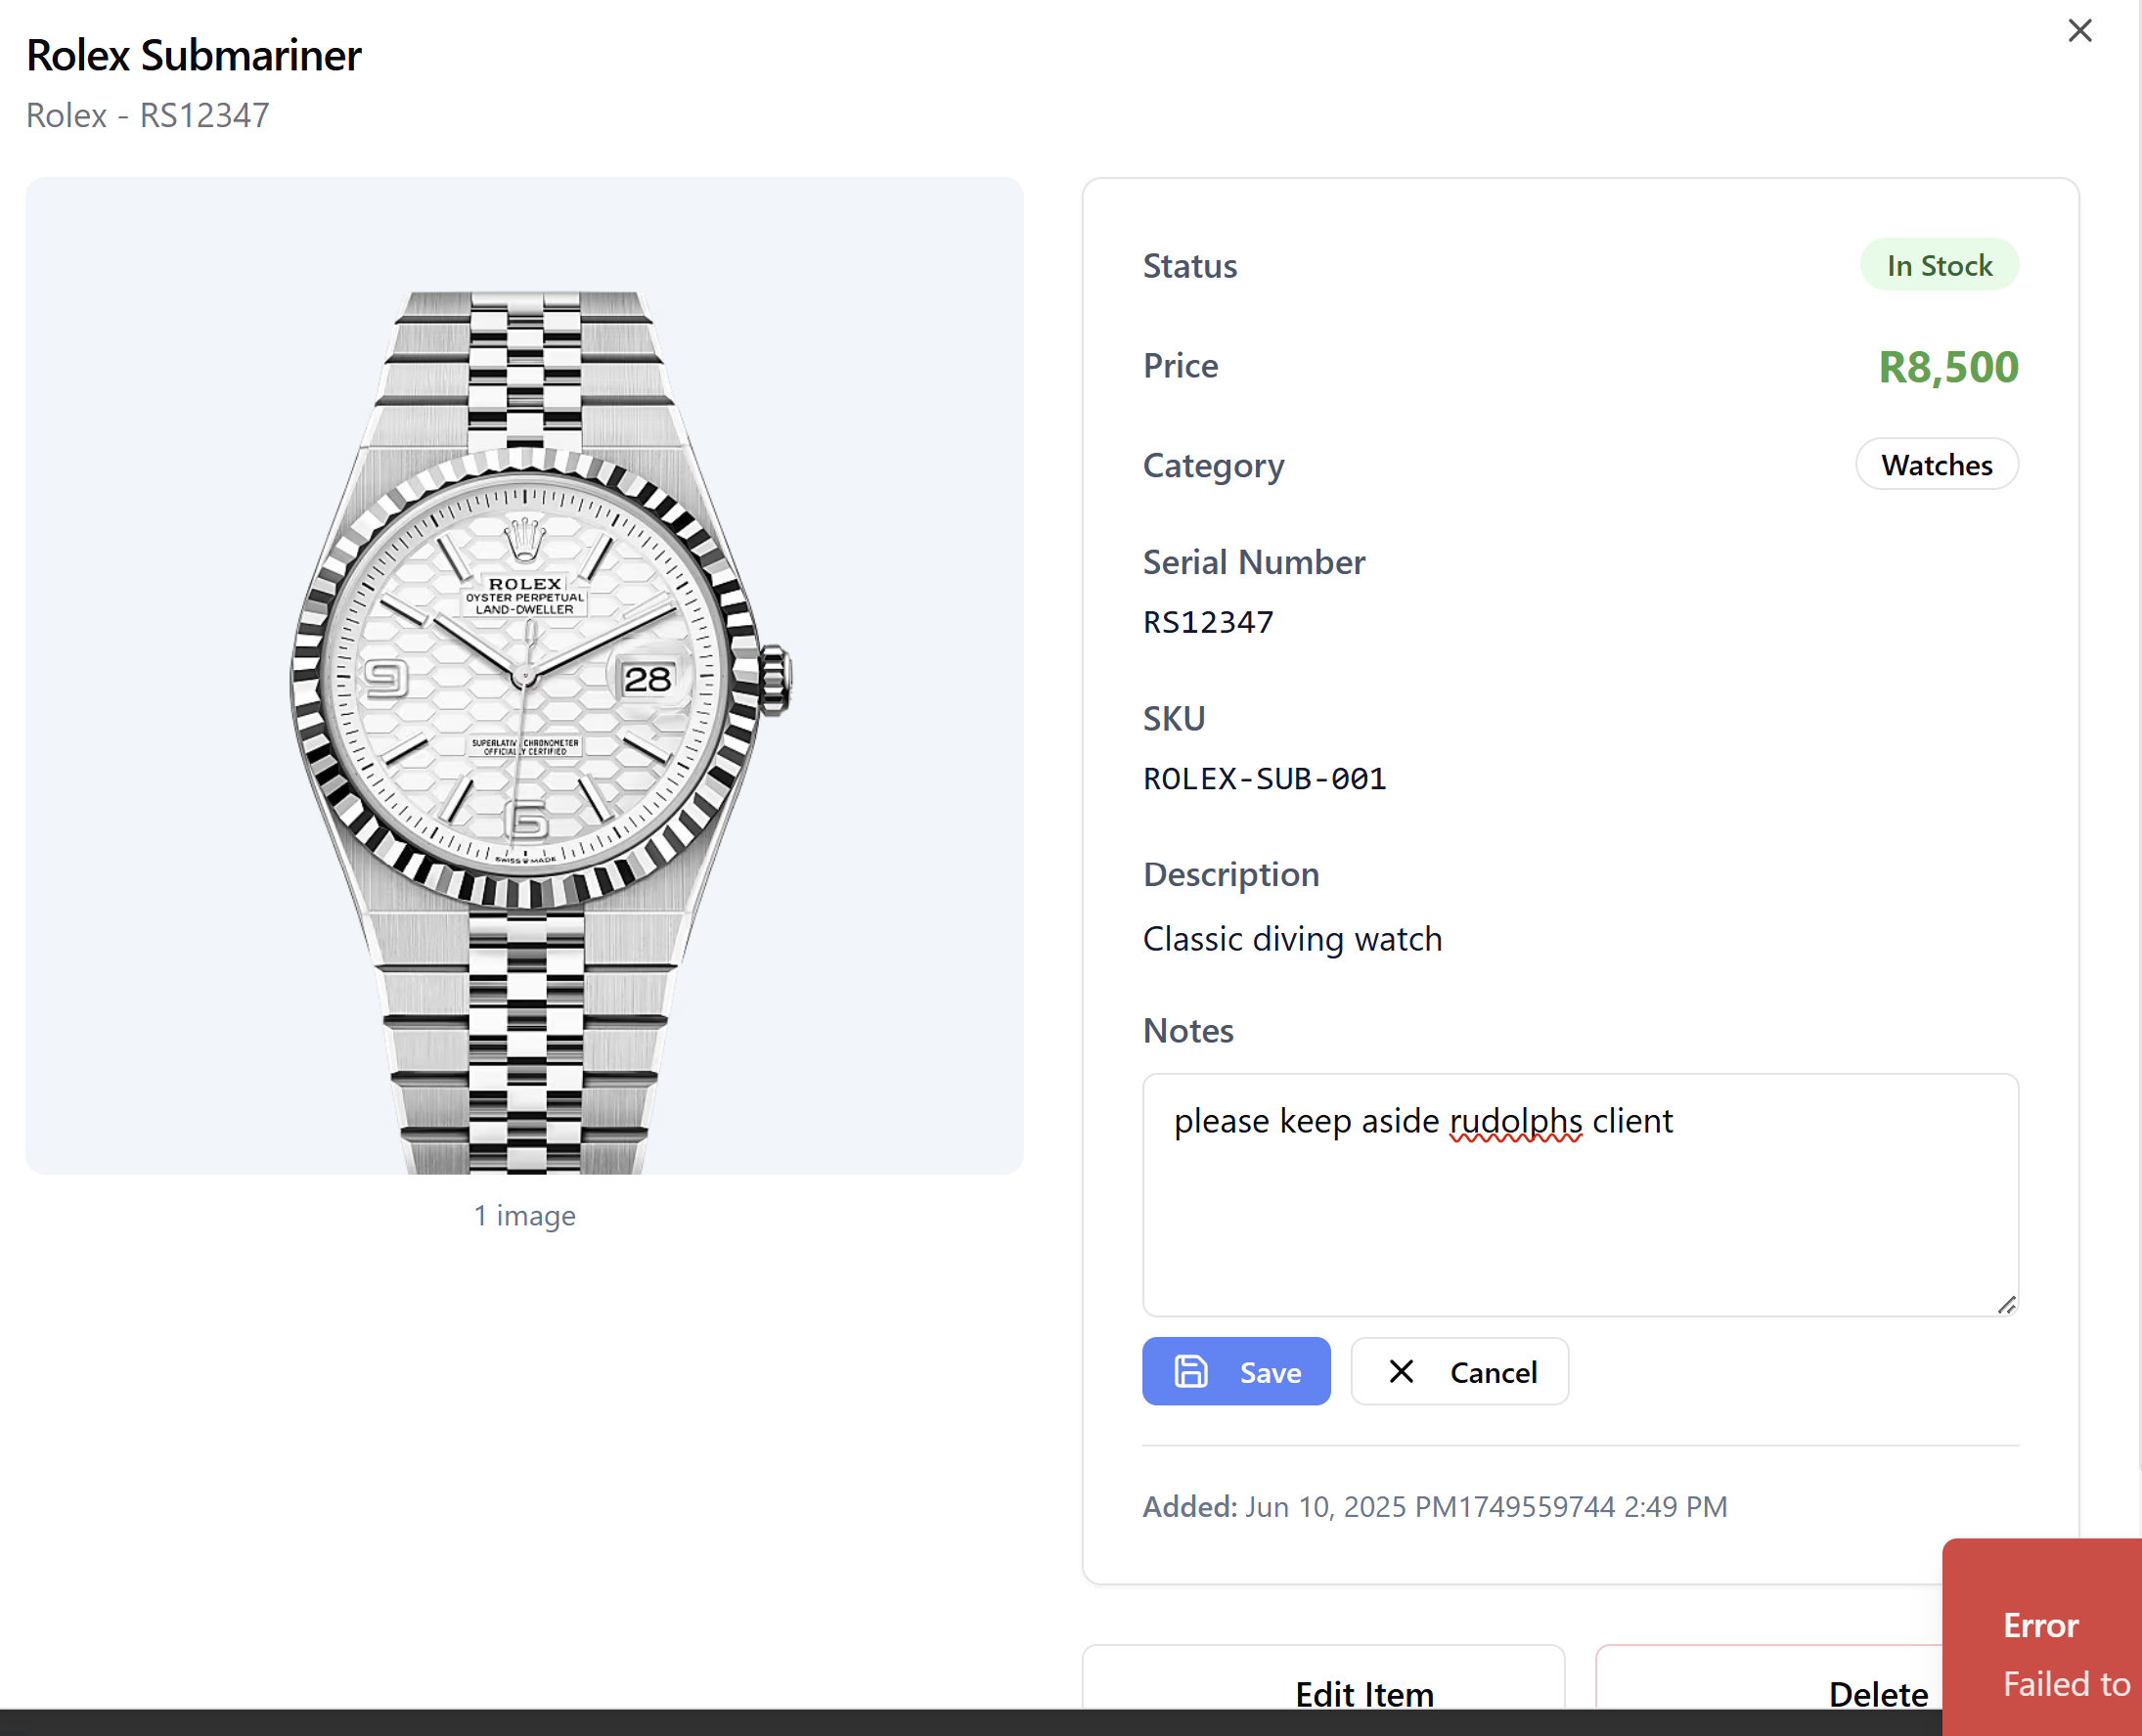 Rolex Submariner
Rolex - RS12347
ROLEX
OYSTER PERPETUAL
LAND-DWELLER
9
28
SUPERLATIVE CHRONOMETER
OFFICIALLY CERTIFIED
6
SWISS MADE
1 image
Status
In Stock
Price
R8,500
Category
Watches
Serial Number
RS12347
SKU
ROLEX-SUB-001
Description
Classic diving watch
Notes
please keep aside rudolphs client
Save
Cancel
Added: Jun 10, 2025 PM1749559744 2:49 PM
Edit Item
Delete
Error
Failed to